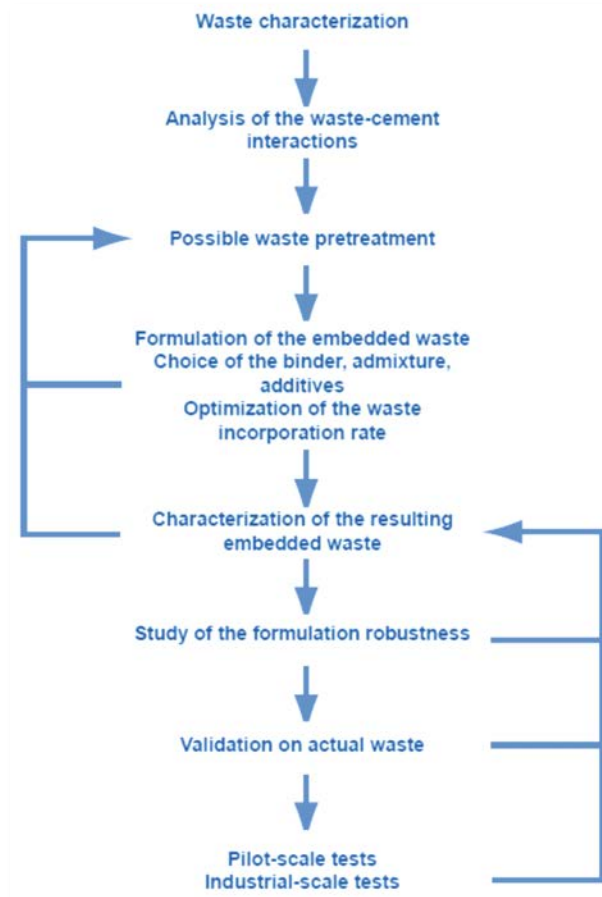 Waste characterization
Analysis of the waste-cement
interactions
Possible waste pretreatment
Formulation of the embedded waste
Choice of the binder, admixture,
additives
Optimization of the waste
incorporation rate
Characterization of the resulting
embedded waste
Study of the formulation robustness
Validation on actual waste
Pilot-scale tests
Industrial-scale tests